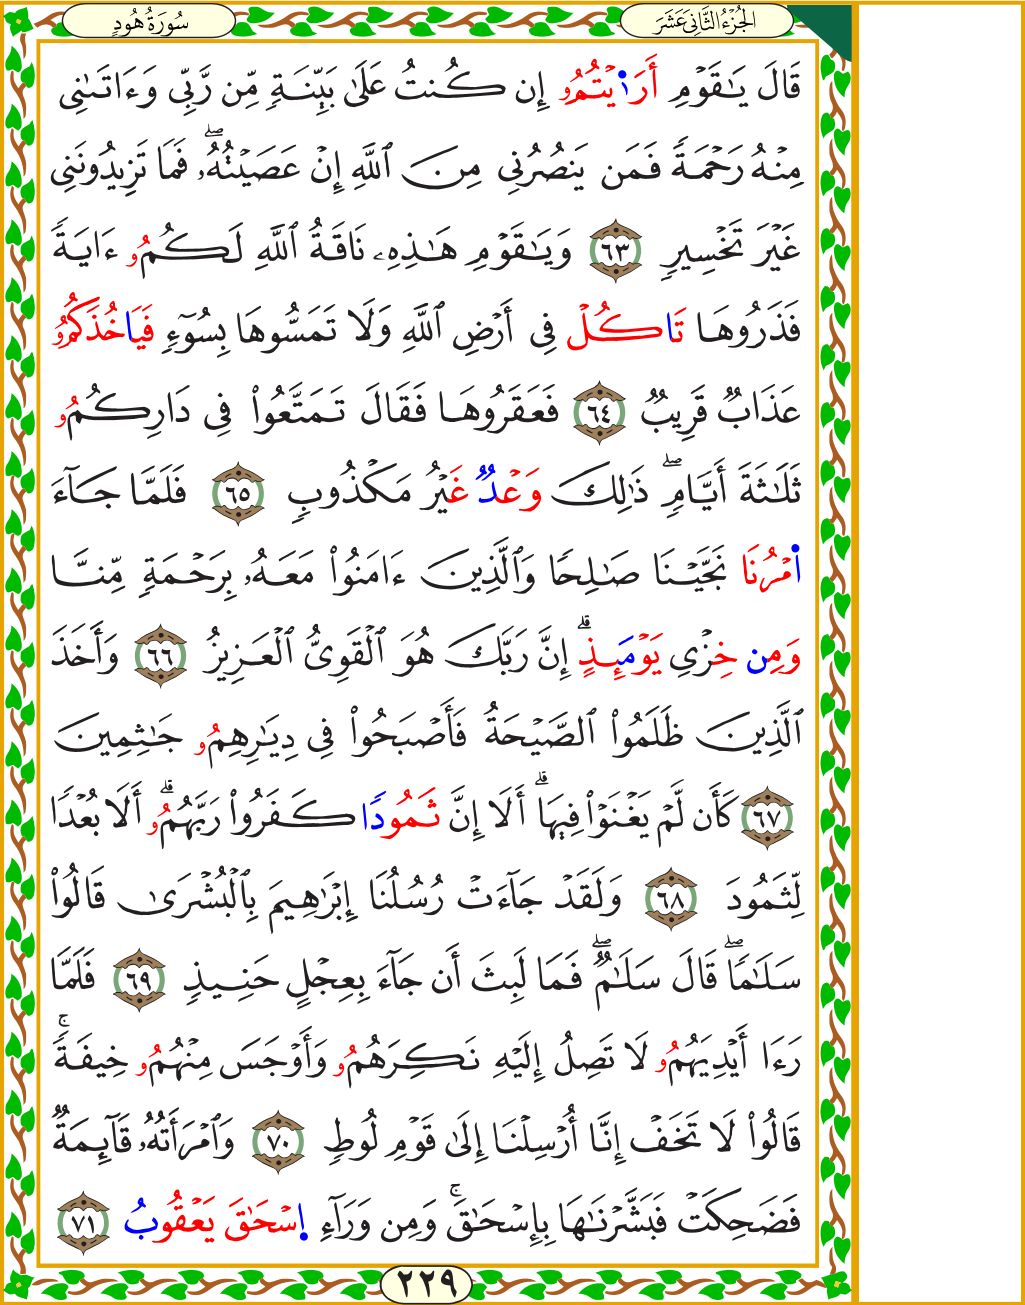 سُورَةُ هُودٍ
الجُزْءُ الثَّانِيَ عَشَرَ
قَالَ يَٰقَوْمِ أَرَا۬يْتُمُۥ إِن كُنتُ عَلَىٰ بَيِّنَةٍ مِّن رَّبِّى وَءَاتَىٰنِى
مِنْهُ رَحْمَةً فَمَن يَنصُرُنِى مِنَ ٱللَّهِ إِنْ عَصَيْتُهُۥۖ فَمَا تَزِيدُونَنِى
غَيْرَ تَخْسِيرٍ ٦٣ وَيَٰقَوْمِ هَٰذِهِۦ نَاقَةُ ٱللَّهِ لَكُمُۥ ءَايَةً
فَذَرُوهَا تَاكُلْ فِى أَرْضِ ٱللَّهِ وَلَا تَمَسُّوهَا بِسُوٓءٍ فَيَاخُذَكُمُۥ
عَذَابٌ قَرِيبٌ ٦٤ فَعَقَرُوهَا فَقَالَ تَمَتَّعُوا۟ فِى دَارِكُمُۥ
ثَلَٰثَةَ أَيَّامٍۖ ذَٰلِكَ وَعْدٌ غَيْرُ مَكْذُوبٍ ٦٥ فَلَمَّا جَآءَ
ا۬مْرُنَا نَجَّيْنَا صَٰلِحًا وَٱلَّذِينَ ءَامَنُوا۟ مَعَهُۥ بِرَحْمَةٍ مِّنَّا
وَمِن خِزْىِ يَوْمَئِذٍۗ إِنَّ رَبَّكَ هُوَ ٱلْقَوِىُّ ٱلْعَزِيزُ ٦٦ وَأَخَذَ
ٱلَّذِينَ ظَلَمُوا۟ ٱلصَّيْحَةُ فَأَصْبَحُوا۟ فِى دِيَٰرِهِمُۥ جَٰثِمِينَ
٦٧ كَأَن لَّمْ يَغْنَوْا۟ فِيهَاۗ أَلَا إِنَّ ثَمُودًا كَفَرُوا۟ رَبَّهُمُۥۗ أَلَا بُعْدًا
لِّثَمُودَ ٦٨ وَلَقَدْ جَآءَتْ رُسُلُنَا إِبْرَٰهِيمَ بِٱلْبُشْرَىٰ قَالُوا۟
سَلَٰمًاۖ قَالَ سَلَٰمٌۖ فَمَا لَبِثَ أَن جَآءَ بِعِجْلٍ حَنِيذٍ ٦٩ فَلَمَّا
رَءَا أَيْدِيَهُمُۥ لَا تَصِلُ إِلَيْهِ نَكِرَهُمُۥ وَأَوْجَسَ مِنْهُمُۥ خِيفَةًۚ
قَالُوا۟ لَا تَخَفْ إِنَّا أُرْسِلْنَا إِلَىٰ قَوْمِ لُوطٍ ٧٠ وَٱمْرَأَتُهُۥ قَآئِمَةٌ
فَضَحِكَتْ فَبَشَّرْنَٰهَا بِإِسْحَٰقَۚ وَمِن وَرَآءِ اِ۪سْحَٰقَ يَعْقُوبُ ٧١
٢٢٩